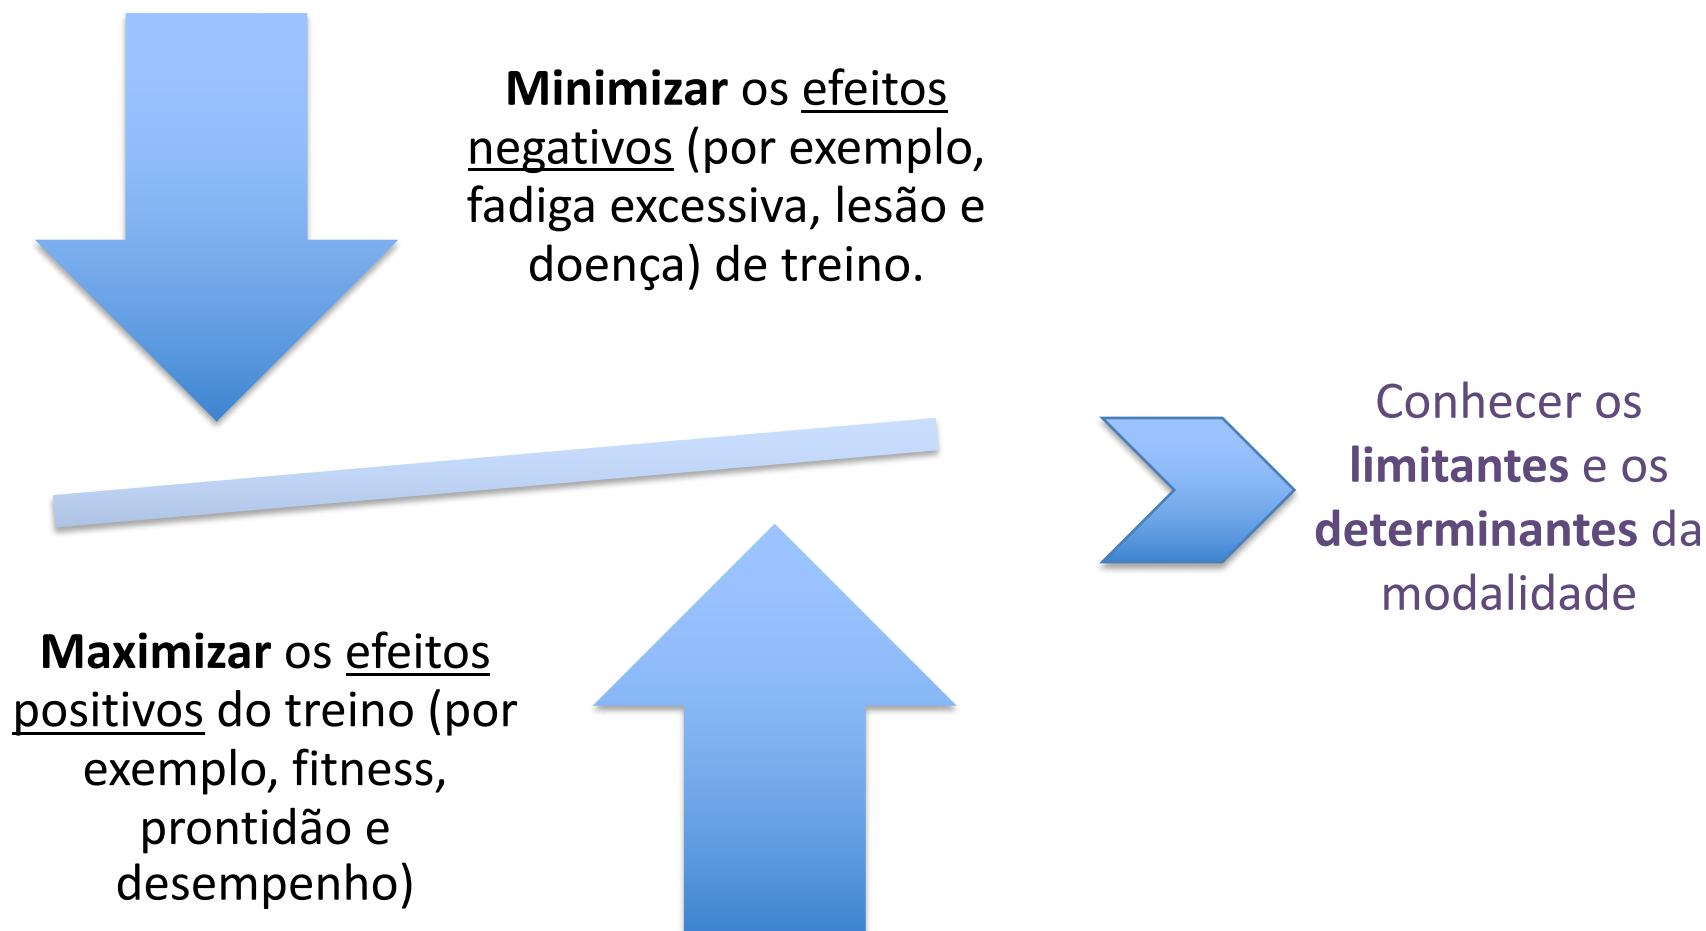 Minimizar os efeitos
negativos (por exemplo,
fadiga excessiva, lesão e
doença) de treino.
Conhecer os
limitantes e os
determinantes da
modalidade
Maximizar os efeitos
positivos do treino (por
exemplo, fitness,
prontidão e
desempenho)